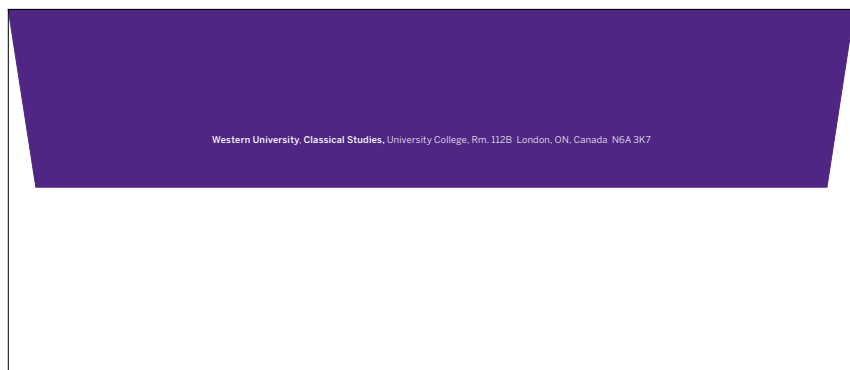 Western University, Classical Studies, University College, Rm. 112B London, ON, Canada N6A 3K7